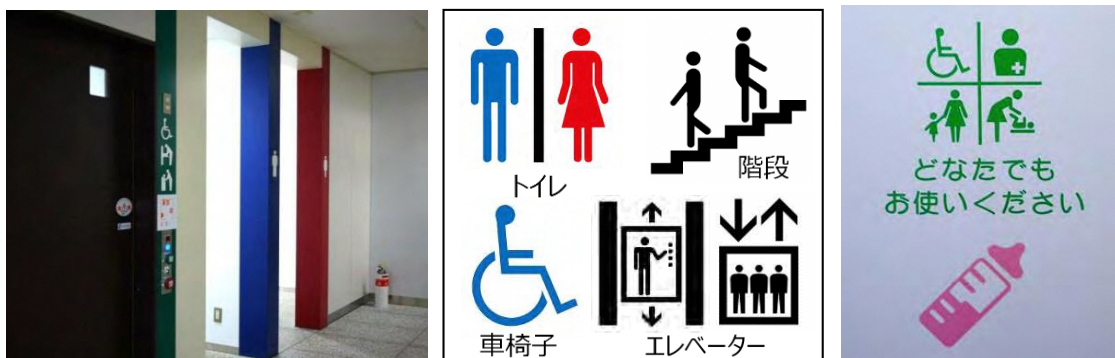 トイレ
階段
車椅子
エレベーター
どなたでも
お使いください